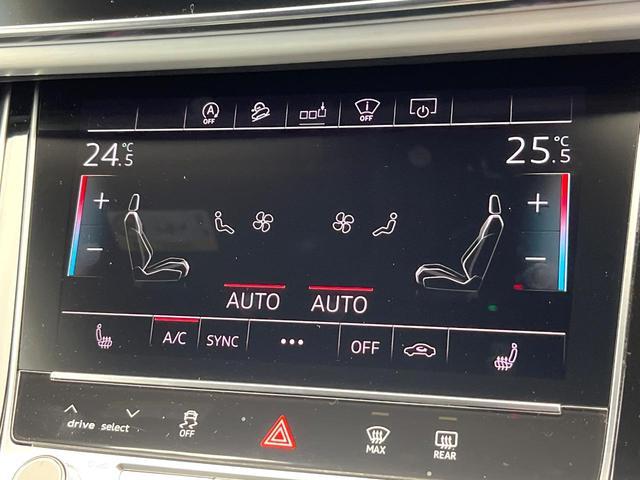 OFF OFF
24.5 °C 25.5 °C
+ +
− −
AUTO AUTO
A/C SYNC ••• OFF
drive select OFF MAX REAR